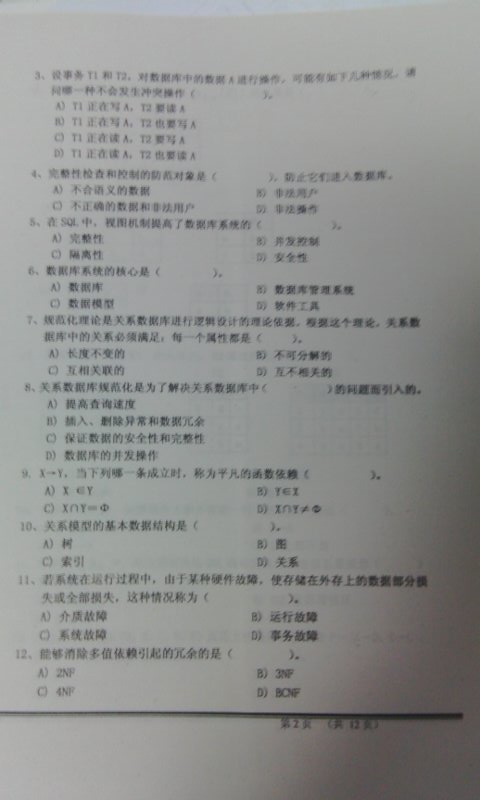 3、设事务 T1 和 T2，对数据库中的数据 A 进行操作，可能有如下几种情况，请
问哪一种不会发生冲突操作（ ）。
A) T1 正在写 A，T2 要读 A
B) T1 正在写 A，T2 也要写 A
C) T1 正在读 A，T2 要写 A
D) T1 正在读 A，T2 也要读 A
4、完整性检查和控制的防范对象是（ ），防止它们进入数据库。
A) 不合语义的数据 B) 非法用户
C) 不正确的数据和非法用户 D) 非法操作
5、在 SQL 中，视图机制提高了数据库系统的（ ）。
A) 完整性 B) 并发控制
C) 隔离性 D) 安全性
6、数据库系统的核心是（ ）。
A) 数据库 B) 数据库管理系统
C) 数据模型 D) 软件工具
7、规范化理论是关系数据库进行逻辑设计的理论依据，根据这个理论，关系数
据库中的关系必须满足：每一个属性都是（ ）。
A) 长度不变的 B) 不可分解的
C) 互相关联的 D) 互不相关的
8、关系数据库规范化是为了解决关系数据库中（ ）的问题而引入的。
A) 提高查询速度
B) 插入、删除异常和数据冗余
C) 保证数据的安全性和完整性
D) 数据库的并发操作
9、X→Y，当下列哪一条成立时，称为平凡的函数依赖（ ）。
A) X ∈Y B) Y∈X
C) X∩Y=Φ D) X∩Y≠Φ
10、关系模型的基本数据结构是（ ）。
A) 树 B) 图
C) 索引 D) 关系
11、若系统在运行过程中，由于某种硬件故障，使存储在外存上的数据部分损
失或全部损失，这种情况称为（ ）。
A) 介质故障 B) 运行故障
C) 系统故障 D) 事务故障
12、能够消除多值依赖引起的冗余的是（ ）。
A) 2NF B) 3NF
C) 4NF D) BCNF
第 2 页 （共 12 页）